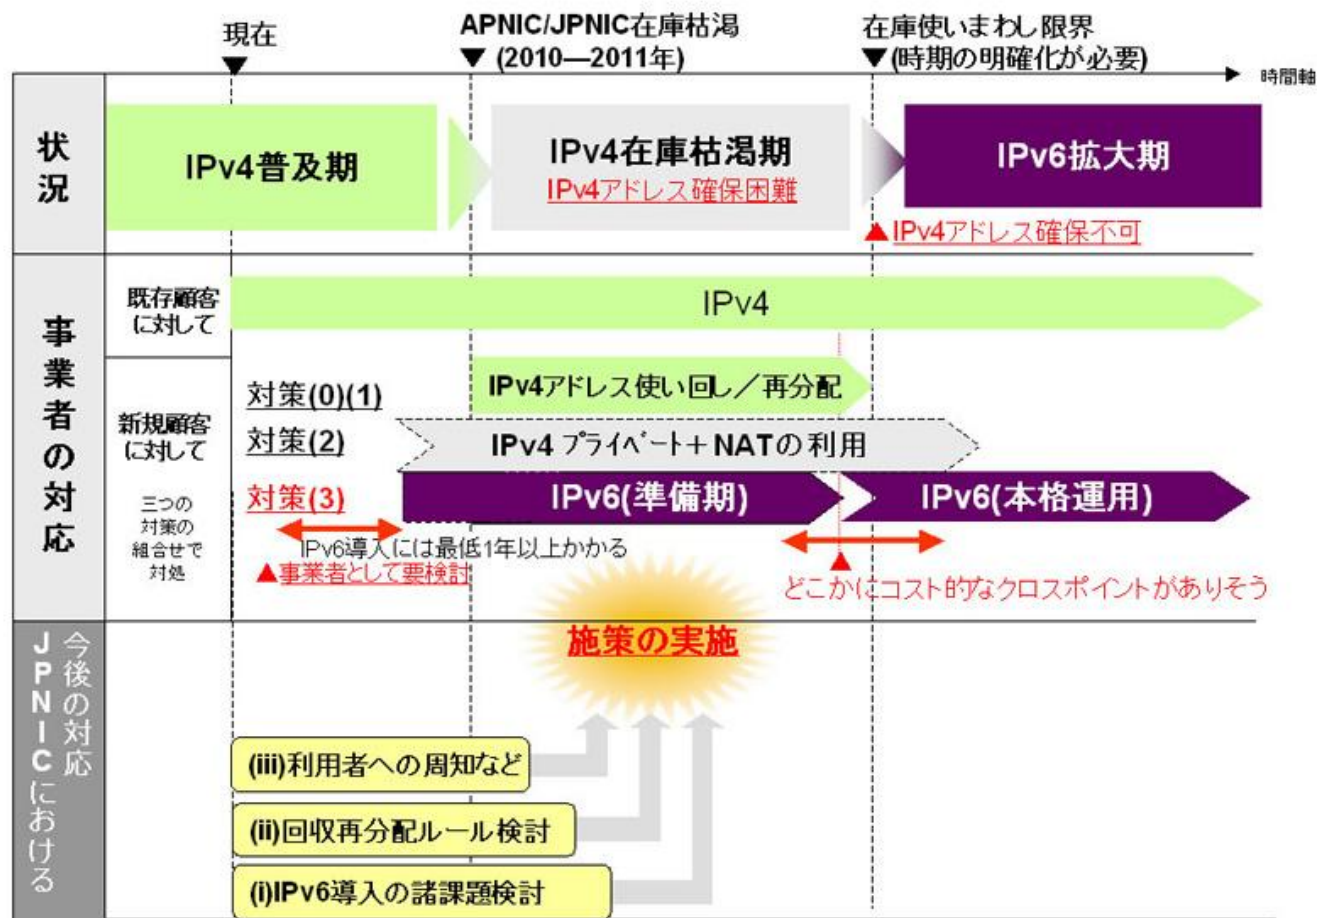 現在
APNIC/JPNIC在庫枯渇
(2010―2011年)
在庫使いまわし限界
(時期の明確化が必要)
時間軸
状況
IPv4普及期
IPv4在庫枯渇期
IPv4アドレス確保困難
IPv6拡大期
▲IPv4アドレス確保不可
事業者の対応
既存顧客
に対して
IPv4
新規顧客
に対して
三つの
対策の
組合せで
対処
対策(0)(1)
IPv4アドレス使い回し/再分配
対策(2)
IPv4 プライベート+NATの利用
対策(3)
IPv6(準備期)
IPv6(本格運用)
IPv6導入には最低1年以上かかる
▲事業者として要検討
どこかにコスト的なクロスポイントがありそう
施策の実施
今後の対応
JPNICにおける
(iii)利用者への周知など
(ii)回収再分配ルール検討
(i)IPv6導入の諸課題検討